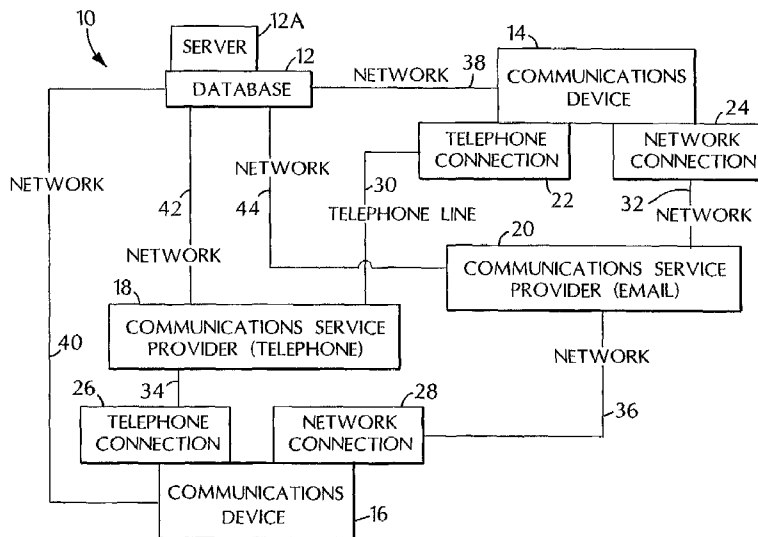 10
12A
SERVER
12
DATABASE
NETWORK
38
14
COMMUNICATIONS
DEVICE
24
TELEPHONE
CONNECTION
NETWORK
CONNECTION
22
NETWORK
NETWORK
42
44
30
TELEPHONE LINE
32
NETWORK
20
COMMUNICATIONS SERVICE
PROVIDER (EMAIL)
NETWORK
18
COMMUNICATIONS SERVICE
PROVIDER (TELEPHONE)
40
NETWORK
34
26
TELEPHONE
CONNECTION
28
NETWORK
CONNECTION
36
COMMUNICATIONS
DEVICE
16